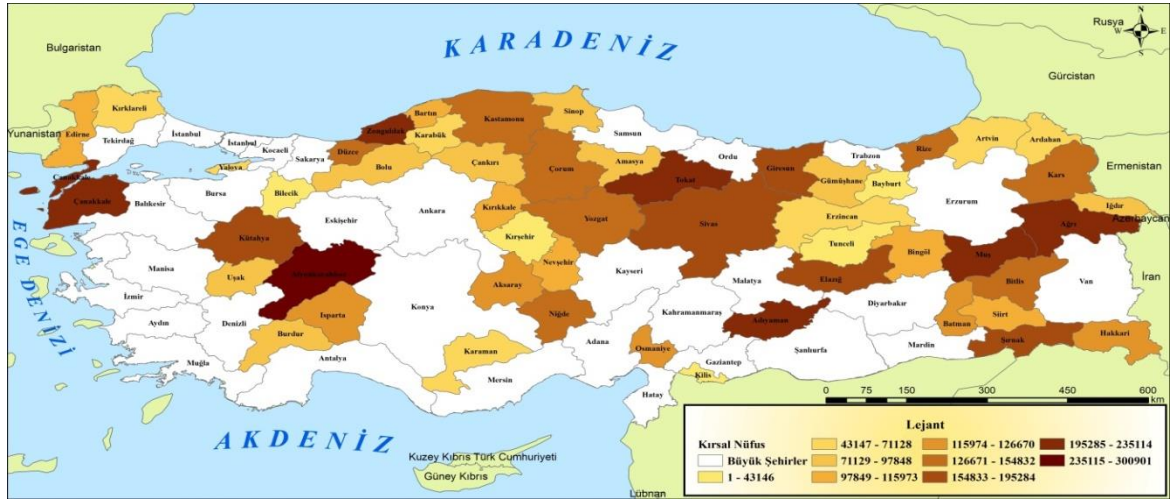 KARADENİZ
Rusya
N
W
E
S
Bulgaristan
Gürcistan
Yunanistan
Ermenistan
Azerbaycan
İran
EGE DENİZİ
AKDENİZ
Kuzey Kıbrıs Türk Cumhuriyeti
Güney Kıbrıs
Lübnan
Kırklareli
Edirne
Tekirdağ
İstanbul
İstanbul
Kocaeli
Yalova
Sakarya
Düzce
Zonguldak
Bartın
Karabük
Kastamonu
Sinop
Samsun
Ordu
Giresun
Trabzon
Rize
Artvin
Ardahan
Bolu
Çankırı
Çorum
Amasya
Tokat
Gümüşhane
Bayburt
Kars
Iğdır
Çanakkale
Çanakkale
Balıkesir
Bursa
Bilecik
Eskişehir
Ankara
Kırıkkale
Yozgat
Sivas
Erzincan
Erzurum
Ağrı
Kütahya
Kırşehir
Tunceli
Manisa
Uşak
Afyonkarahisar
Nevşehir
Kayseri
Malatya
Elazığ
Bingöl
Muş
Bitlis
Van
İzmir
Aydın
Denizli
Isparta
Konya
Aksaray
Niğde
Kahramanmaraş
Adıyaman
Diyarbakır
Batman
Siirt
Burdur
Muğla
Antalya
Karaman
Mersin
Adana
Osmaniye
Gaziantep
Şanlıurfa
Mardin
Şırnak
Hakkari
Kilis
Hatay
0 75 150 300 450 600
km
Lejant
Kırsal Nüfus
Büyük Şehirler
1 - 43146
43147 - 71128
71129 - 97848
97849 - 115973
115974 - 126670
126671 - 154832
154833 - 195284
195285 - 235114
235115 - 300901